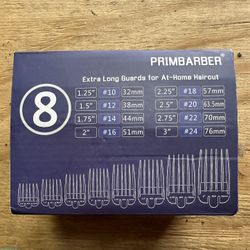 PRIMBARBER®
Extra Long Guards for At-Home Haircut
8
1.25" #10 32mm 2.25" #18 57mm
1.5" #12 38mm 2.5" #20 63.5mm
1.75" #14 44mm 2.75" #22 70mm
2" #16 51mm 3" #24 76mm